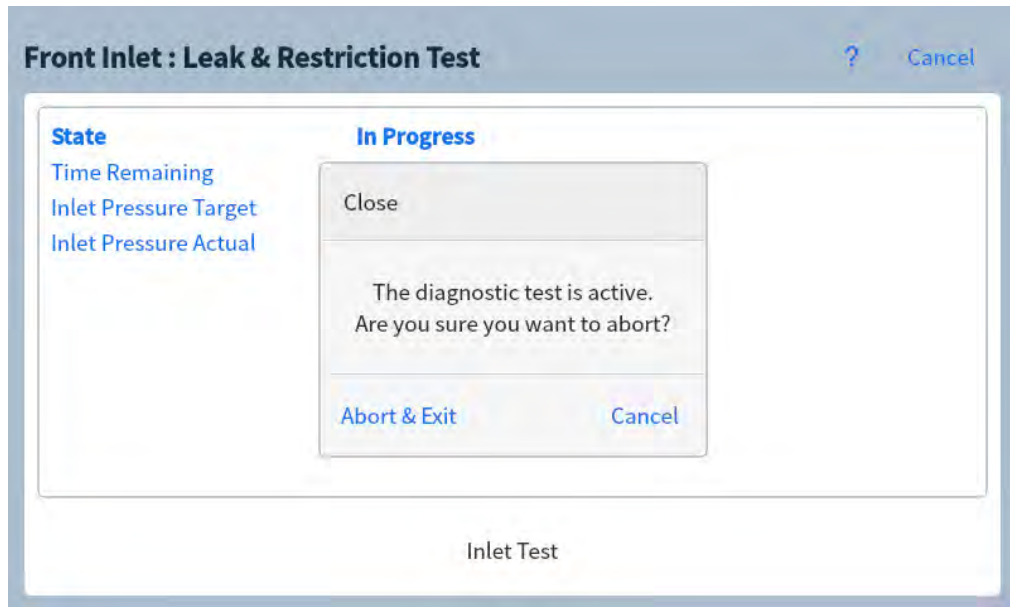 Front Inlet : Leak & Restriction Test ? Cancel
State In Progress
Time Remaining
Inlet Pressure Target
Inlet Pressure Actual
Close
The diagnostic test is active.
Are you sure you want to abort?
Abort & Exit Cancel
Inlet Test